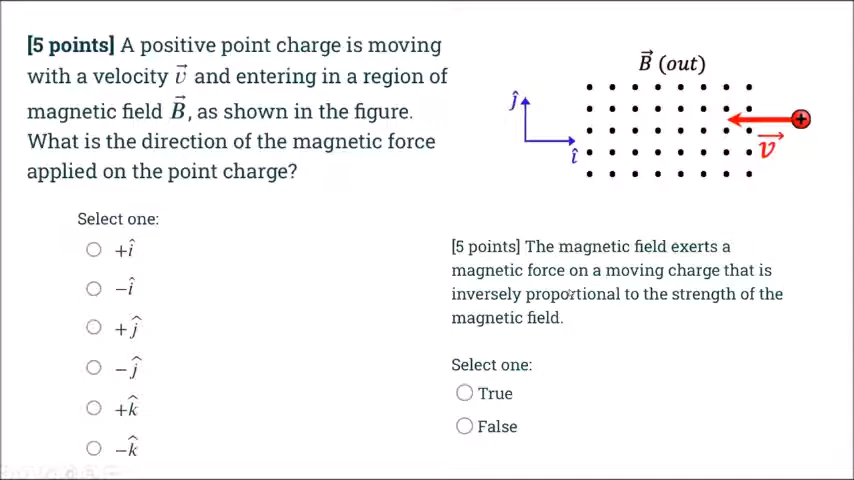 [5 points] A positive point charge is moving
with a velocity v⃗ and entering in a region of
magnetic field B⃗, as shown in the figure.
What is the direction of the magnetic force
applied on the point charge?
Select one:
+î
−î
+ĵ
−ĵ
+k̂
−k̂
B⃗ (out)
ĵ
î
+
v⃗
[5 points] The magnetic field exerts a
magnetic force on a moving charge that is
inversely proportional to the strength of the
magnetic field.
Select one:
True
False